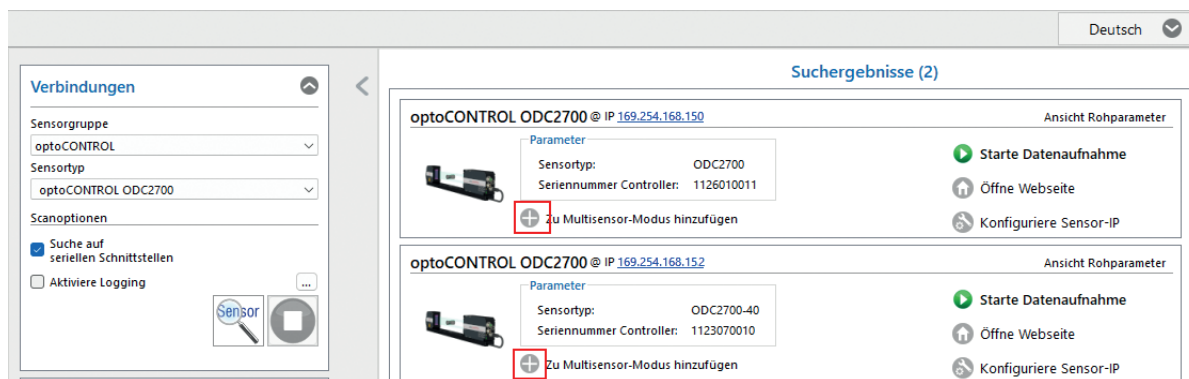 Deutsch
Verbindungen
Sensorgruppe
optoCONTROL
Sensortyp
optoCONTROL ODC2700
Scanoptionen
Suche auf
seriellen Schnittstellen
Aktiviere Logging
...
Sensor
Suchergebnisse (2)
optoCONTROL ODC2700 @ IP 169.254.168.150
Ansicht Rohparameter
Parameter
Sensortyp: ODC2700
Seriennummer Controller: 1126010011
Zu Multisensor-Modus hinzufügen
Starte Datenaufnahme
Öffne Webseite
Konfiguriere Sensor-IP
optoCONTROL ODC2700 @ IP 169.254.168.152
Ansicht Rohparameter
Parameter
Sensortyp: ODC2700-40
Seriennummer Controller: 1123070010
Zu Multisensor-Modus hinzufügen
Starte Datenaufnahme
Öffne Webseite
Konfiguriere Sensor-IP